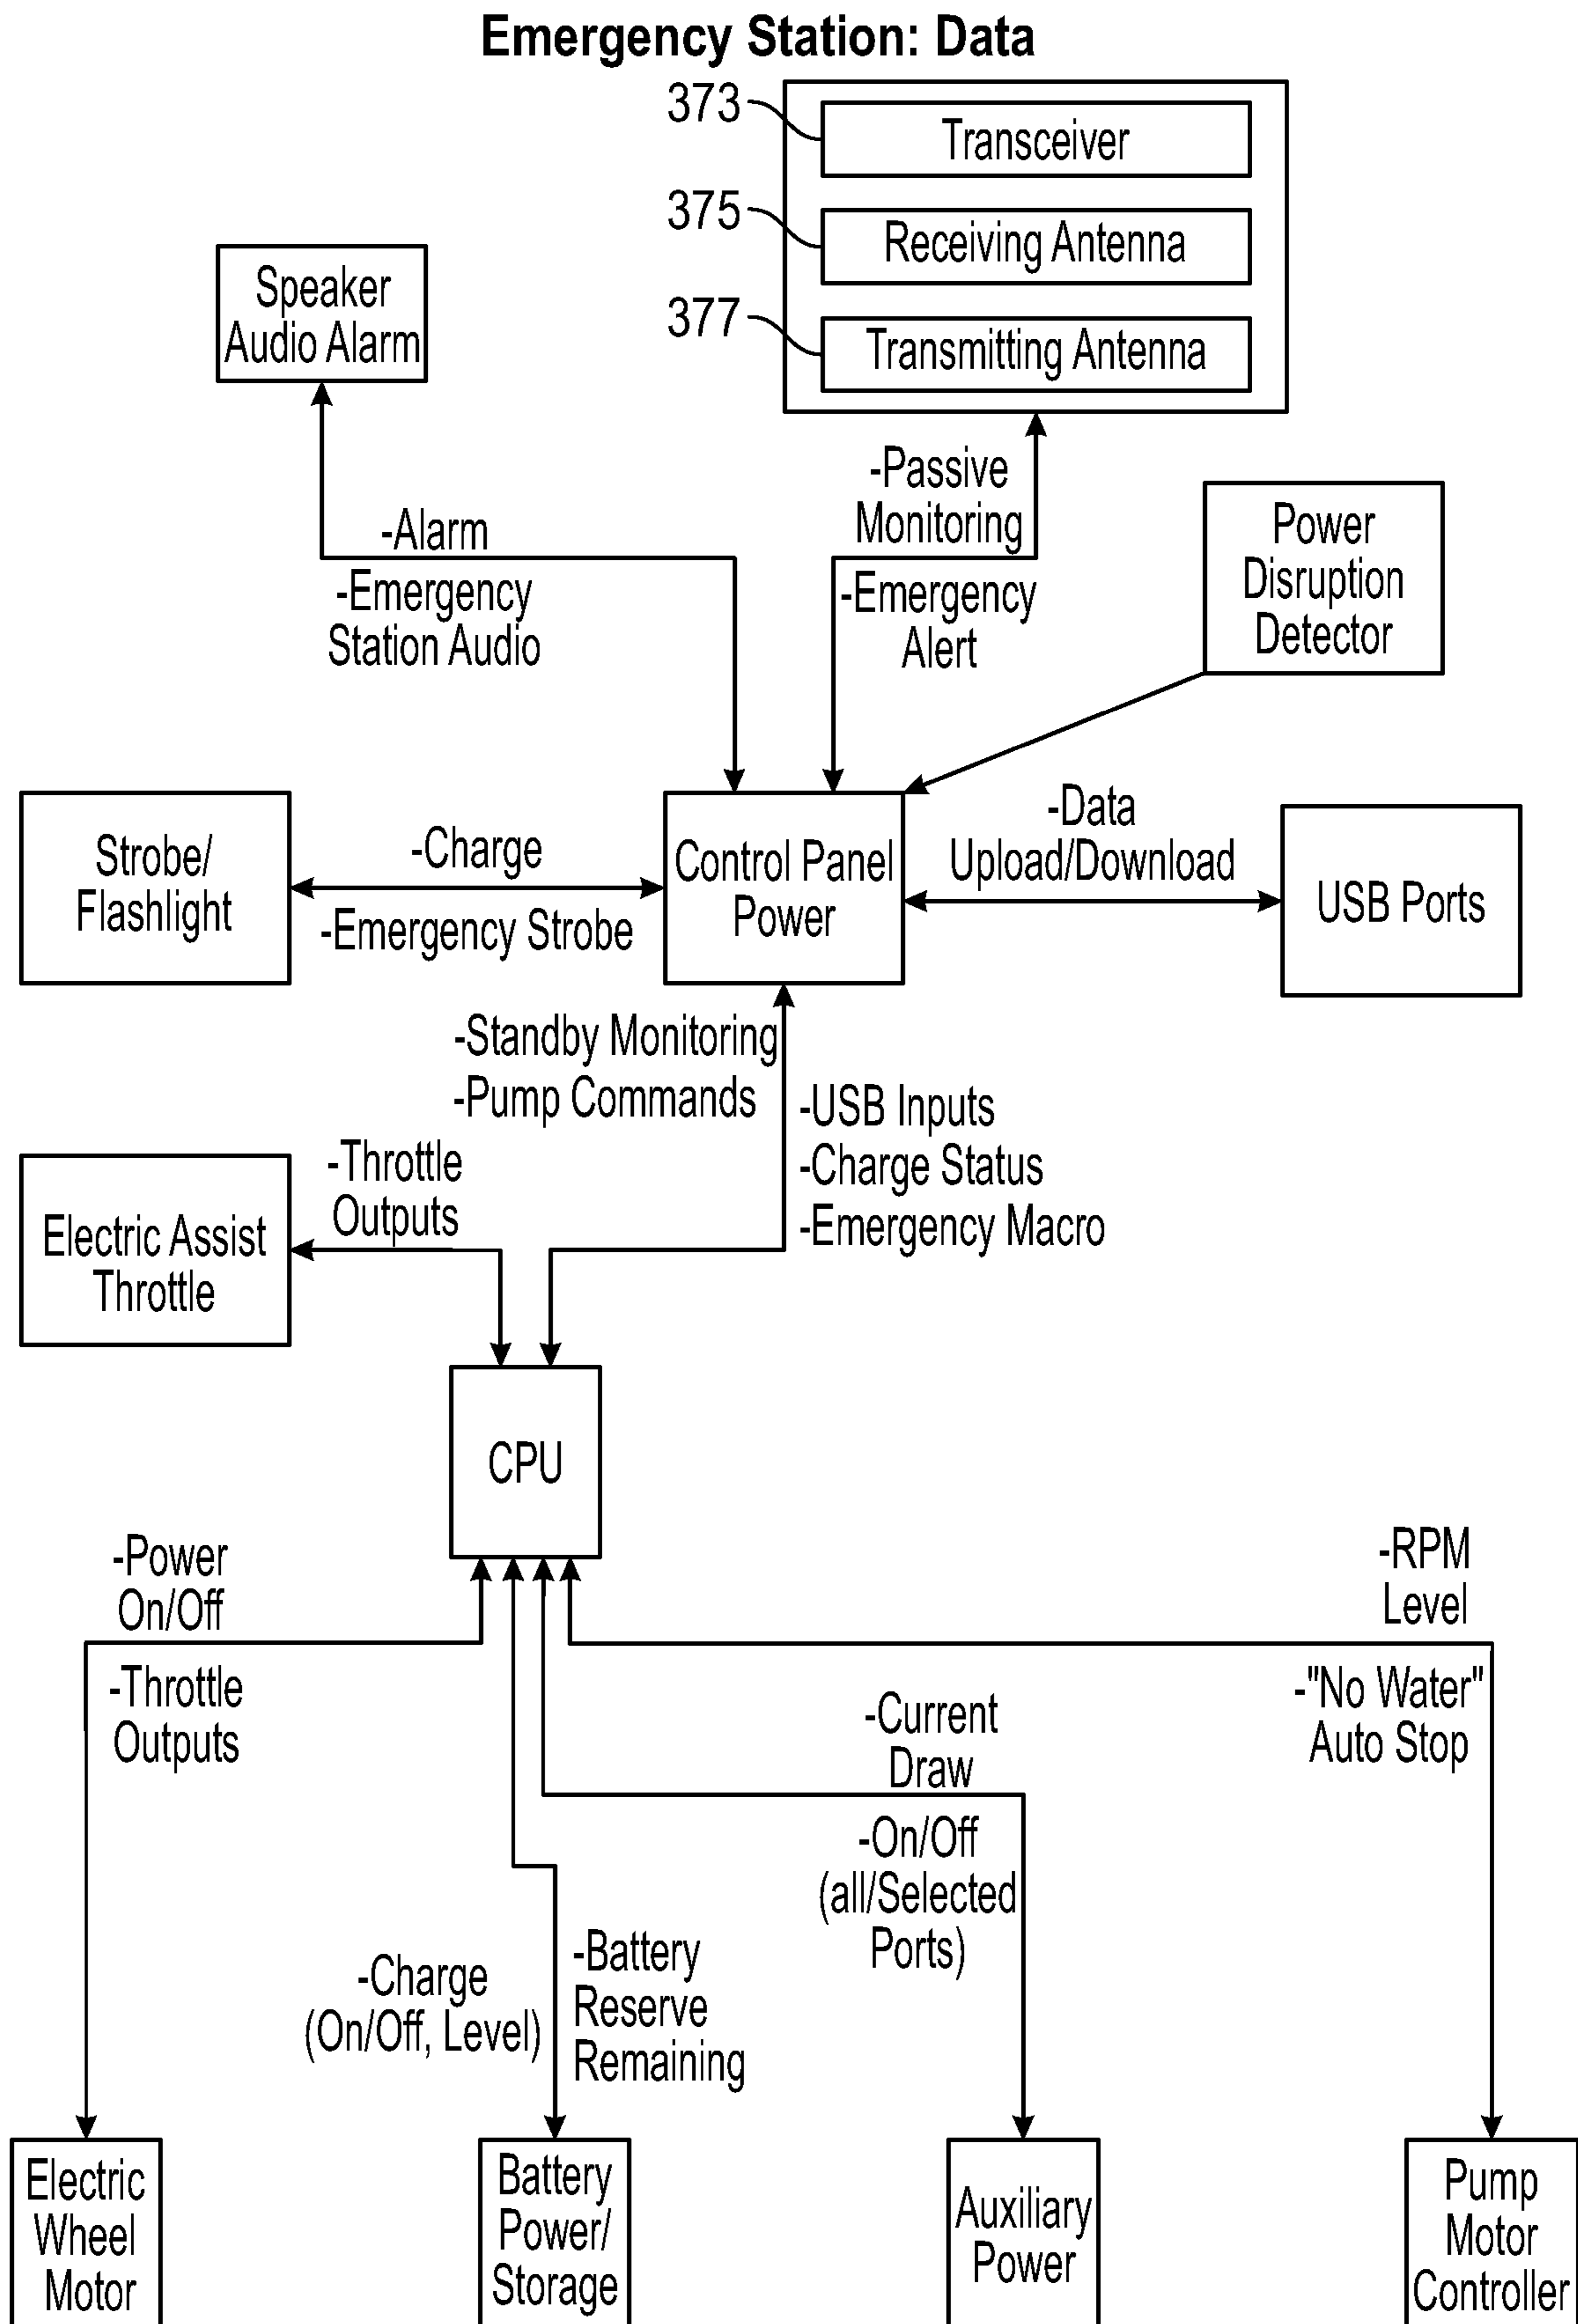 Emergency Station: Data
373
Transceiver
375
Receiving Antenna
377
Transmitting Antenna
Speaker
Audio Alarm
-Passive
Monitoring
-Emergency
Alert
-Alarm
-Emergency
Station Audio
Power
Disruption
Detector
Strobe/
Flashlight
-Charge
-Emergency Strobe
Control Panel
Power
-Data
Upload/Download
USB Ports
-Standby Monitoring
-Pump Commands
-USB Inputs
-Charge Status
-Emergency Macro
Electric Assist
Throttle
-Throttle
Outputs
CPU
-Power
On/Off
-Throttle
Outputs
-RPM
Level
-"No Water"
Auto Stop
-Current
Draw
-On/Off
(all/Selected
Ports)
-Charge
(On/Off, Level)
-Battery
Reserve
Remaining
Electric
Wheel
Motor
Battery
Power/
Storage
Auxiliary
Power
Pump
Motor
Controller